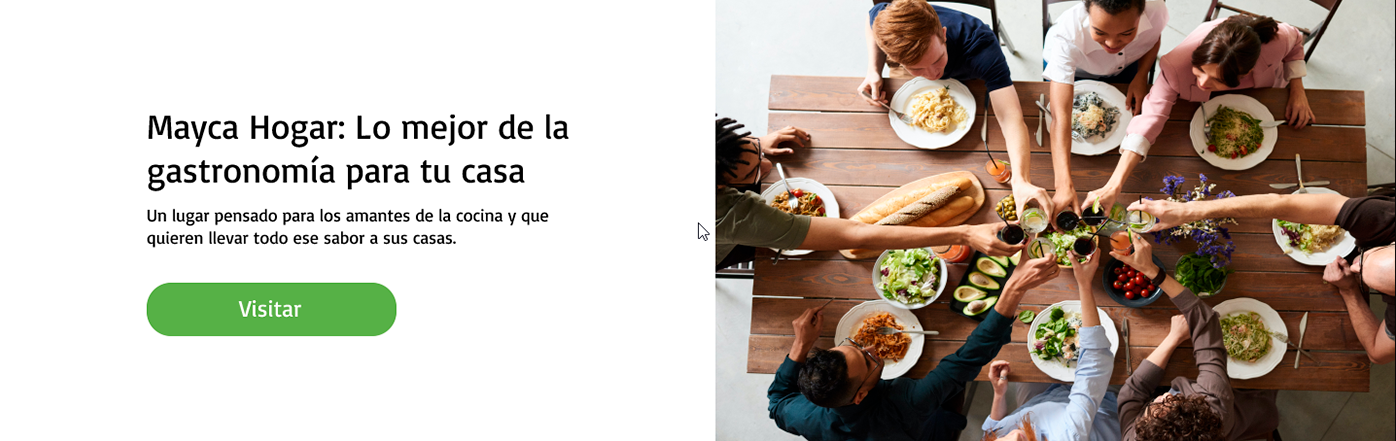 Mayca Hogar: Lo mejor de la
gastronomía para tu casa
Un lugar pensado para los amantes de la cocina y que
quieren llevar todo ese sabor a sus casas.
Visitar